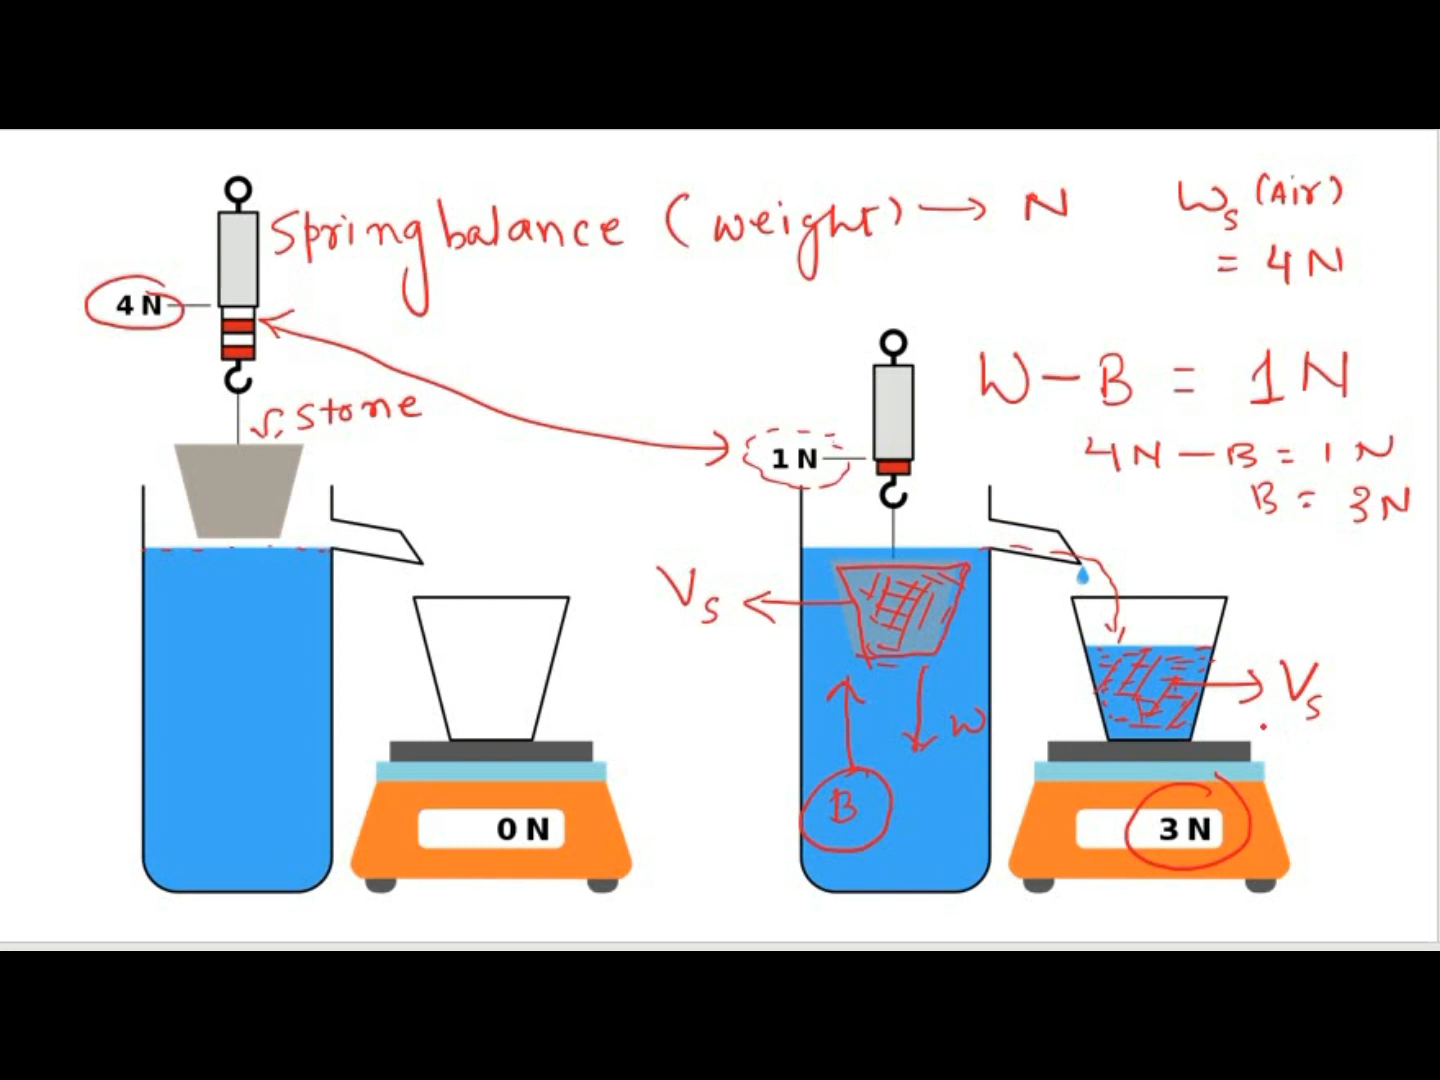 Spring balance (weight) → N
Ws (Air)
= 4N
4 N
W - B = 1N
stone
1 N
4N - B = 1N
B = 3N
Vs
Vs
W
B
0 N
3 N